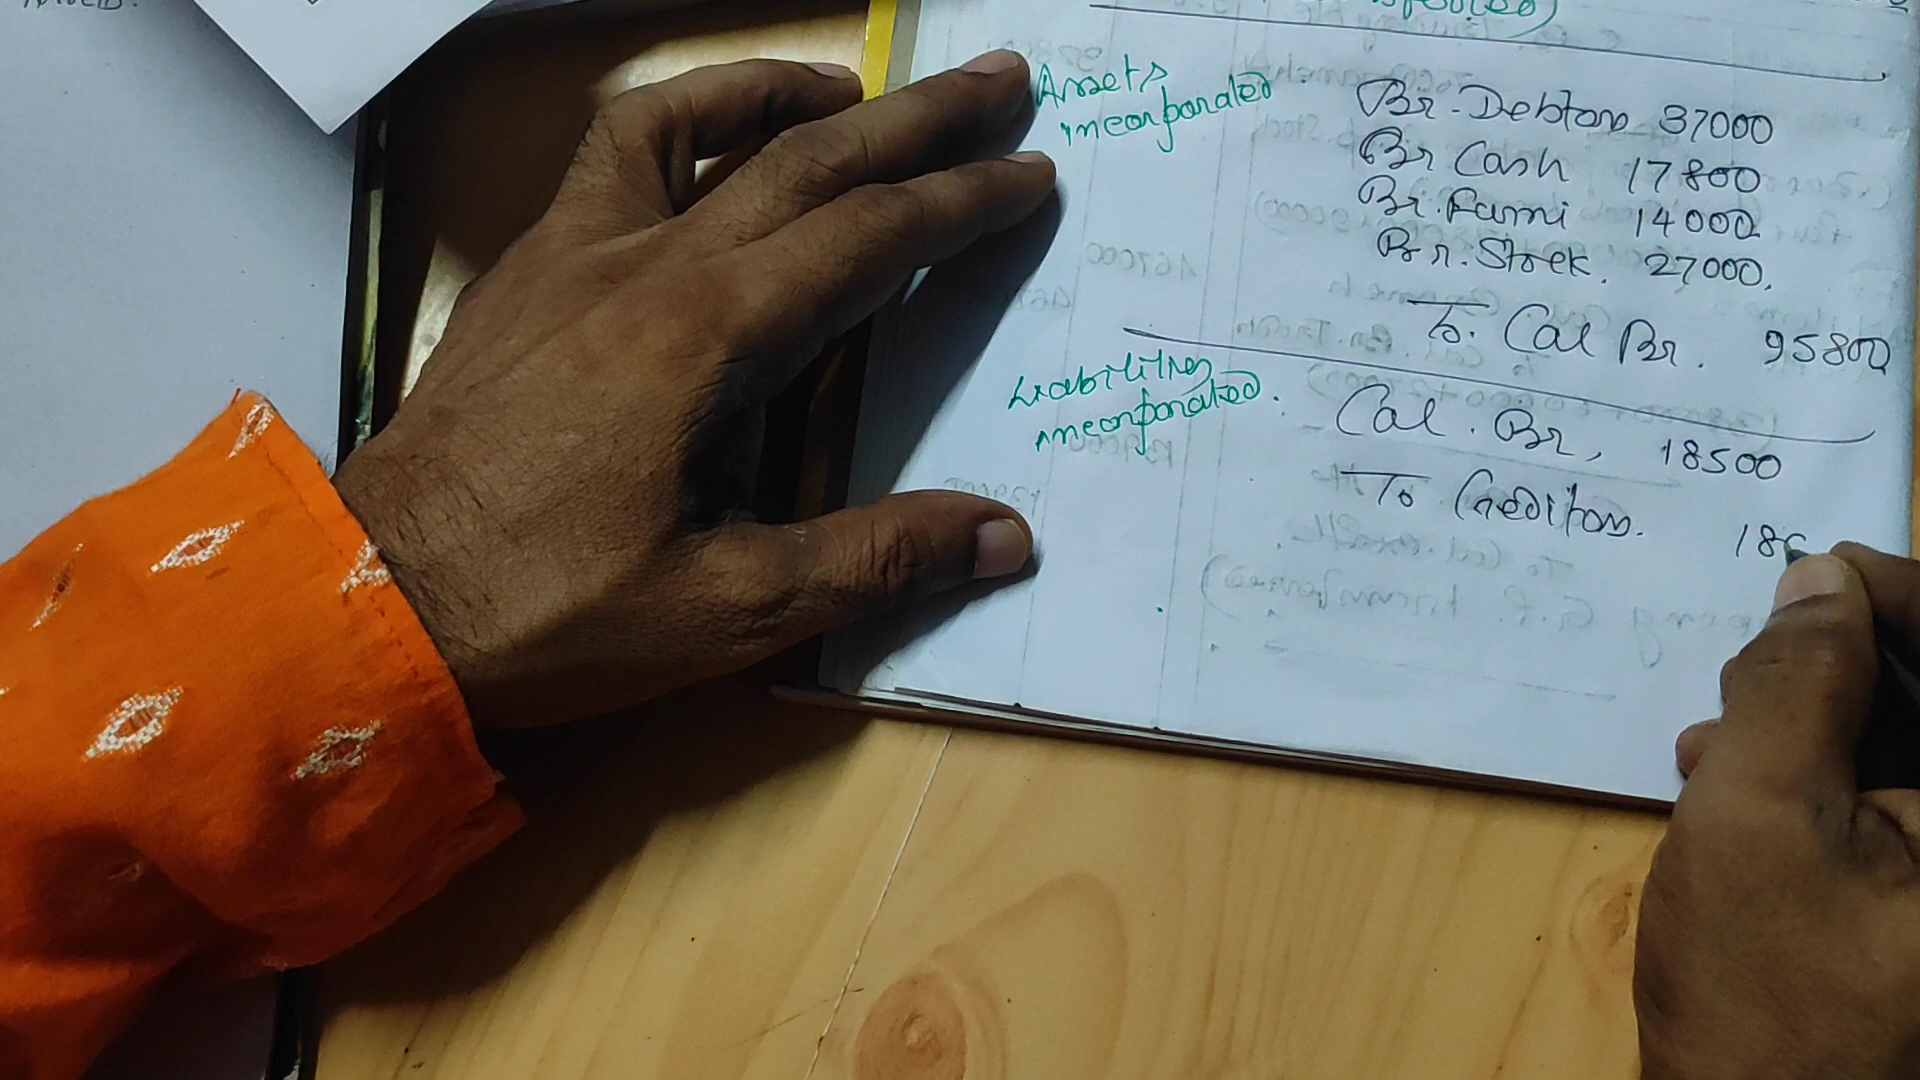 Assets
incorporated
Br. Debtors 37000
Br Cash 17800
Br. Furni 14000
Br. Stock. 27000.
To. Cal Br. 95800
Liabilities
incorporated.
Cal. Br, 18500
To Creditors. 18